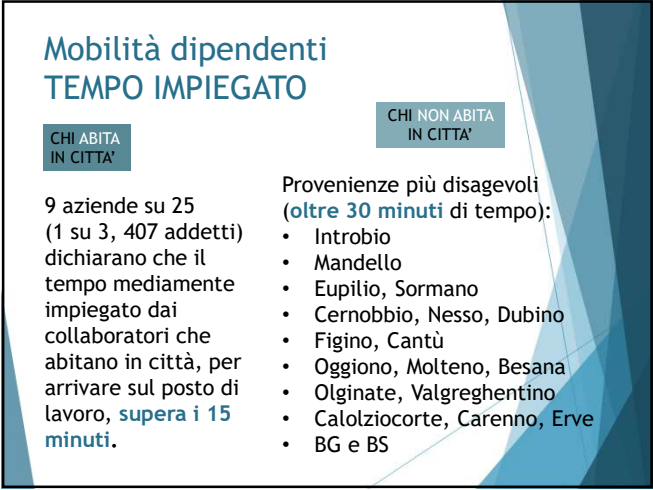 Mobilità dipendenti
TEMPO IMPIEGATO
CHI ABITA
IN CITTA'
9 aziende su 25
(1 su 3, 407 addetti)
dichiarano che il
tempo mediamente
impiegato dai
collaboratori che
abitano in città, per
arrivare sul posto di
lavoro, supera i 15
minuti.
CHI NON ABITA
IN CITTA'
Provenienze più disagevoli
(oltre 30 minuti di tempo):
• Introbio
• Mandello
• Eupilio, Sormano
• Cernobbio, Nesso, Dubino
• Figino, Cantù
• Oggiono, Molteno, Besana
• Olginate, Valgreghentino
• Calolziocorte, Carenno, Erve
• BG e BS